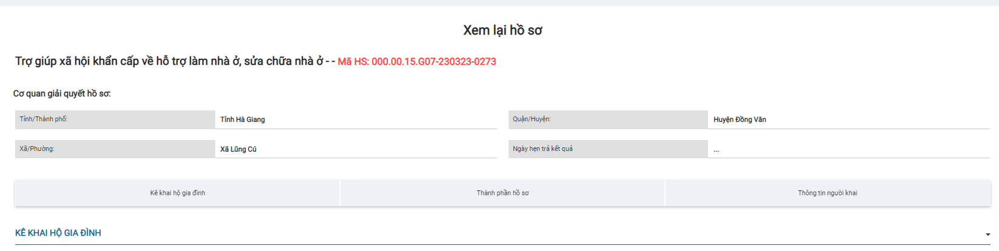 Xem lại hồ sơ
Trợ giúp xã hội khẩn cấp về hỗ trợ làm nhà ở, sửa chữa nhà ở - - Mã HS: 000.00.15.G07-230323-0273
Cơ quan giải quyết hồ sơ:
Tỉnh/Thành phố: Tỉnh Hà Giang Quận/Huyện: Huyện Đồng Văn
Xã/Phường: Xã Lũng Cú Ngày hẹn trả kết quả ...
Kê khai hộ gia đình Thành phần hồ sơ Thông tin người khai
KÊ KHAI HỘ GIA ĐÌNH